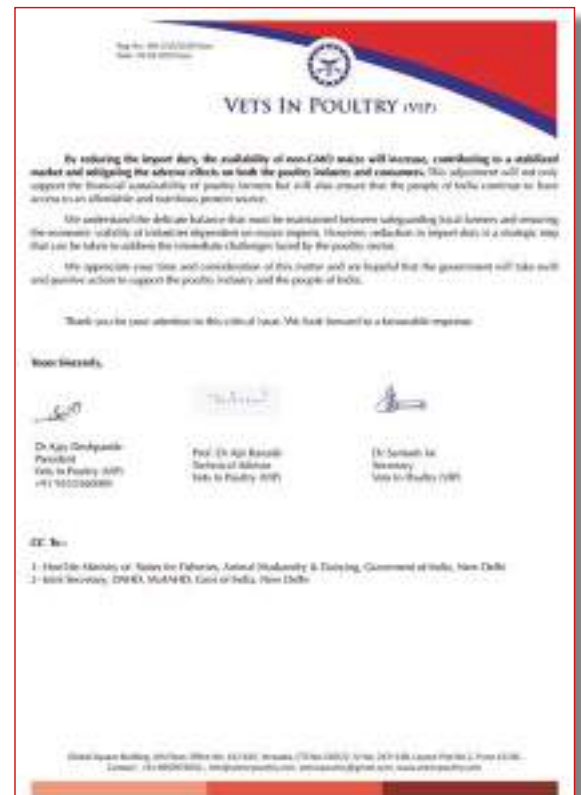 VETS IN POULTRY (VIP)
By reducing the import duty, the availability of non-GMO maize will increase, contributing to a stabilized
market and mitigating the adverse effects on both the poultry industry and consumers. This adjustment will not only
support the financial sustainability of poultry farmers but will also ensure that the people of India continue to have
access to an affordable and nutritious protein source.
We understand the delicate balance that must be maintained between safeguarding local farmers and ensuring
the economic viability of industries dependent on maize imports. However, reduction in import duty is a strategic step
that can be taken to address the immediate challenges faced by the poultry sector.
We appreciate your time and consideration of this matter and are hopeful that the government will take swift
and positive action to support the poultry industry and the people of India.
Thank you for your attention to this critical issue. We look forward to a favourable response.
Yours Sincerely,
Dr Ajay Deshpande
President
Vets In Poultry (VIP)
Prof. Dr Ajit Ranade
Technical Advisor
Vets In Poultry (VIP)
Dr Santosh Ire
Secretary
Vets In Poultry (VIP)
CC To:-
1- Hon'ble Ministry of States for Fisheries, Animal Husbandry & Dairying, Government of India, New Delhi
2- Joint Secretary, DAHD, MoFAHD, Govt of India, New Delhi